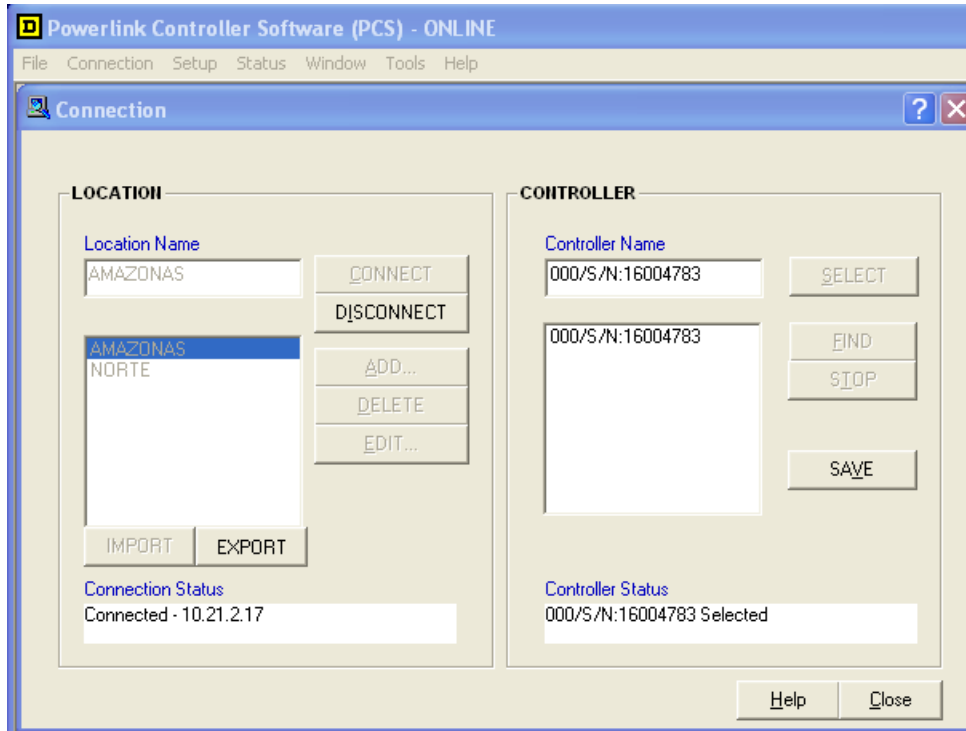 Powerlink Controller Software (PCS) - ONLINE
File Connection Setup Status Window Tools Help
Connection
LOCATION
Location Name
AMAZONAS
CONNECT
DISCONNECT
AMAZONAS
NORTE
ADD...
DELETE
EDIT...
IMPORT
EXPORT
Connection Status
Connected - 10.21.2.17
CONTROLLER
Controller Name
000/S/N:16004783
SELECT
000/S/N:16004783
FIND
STOP
SAVE
Controller Status
000/S/N:16004783 Selected
Help
Close